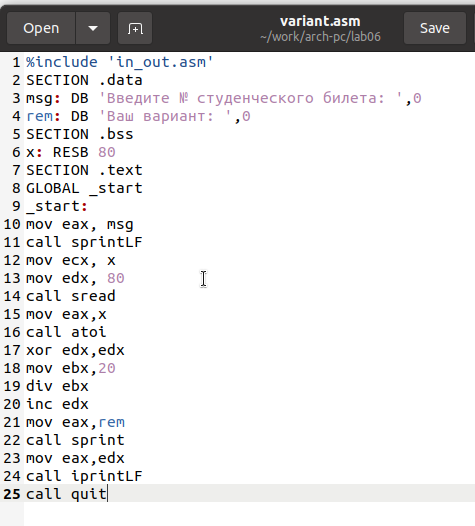 Open
variant.asm
~/work/arch-pc/lab06
Save
1 %include 'in_out.asm'
2 SECTION .data
3 msg: DB 'Введите № студенческого билета: ',0
4 rem: DB 'Ваш вариант: ',0
5 SECTION .bss
6 x: RESB 80
7 SECTION .text
8 GLOBAL _start
9 _start:
10 mov eax, msg
11 call sprintLF
12 mov ecx, x
13 mov edx, 80
14 call sread
15 mov eax,x
16 call atoi
17 xor edx,edx
18 mov ebx,20
19 div ebx
20 inc edx
21 mov eax,rem
22 call sprint
23 mov eax,edx
24 call iprintLF
25 call quit